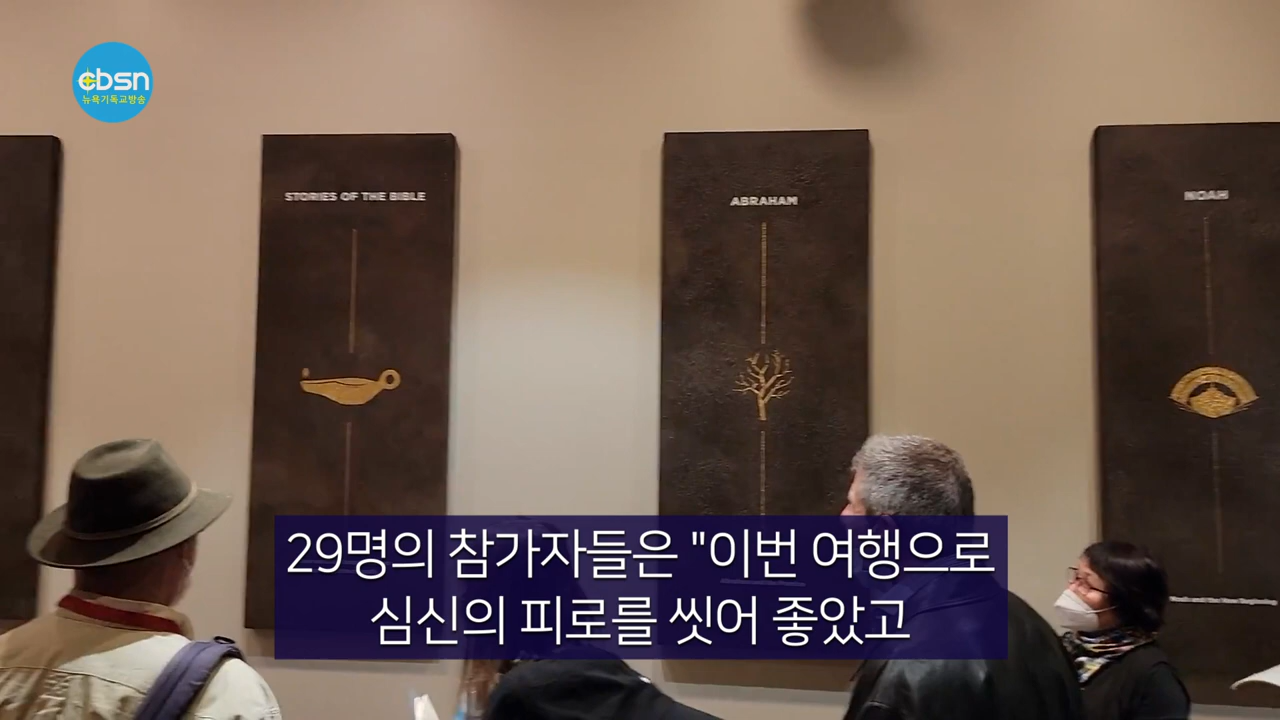 cbsn
뉴욕기독교방송
STORIES OF THE BIBLE
ABRAHAM
NOAH
29명의 참가자들은 "이번 여행으로
심신의 피로를 씻어 좋았고